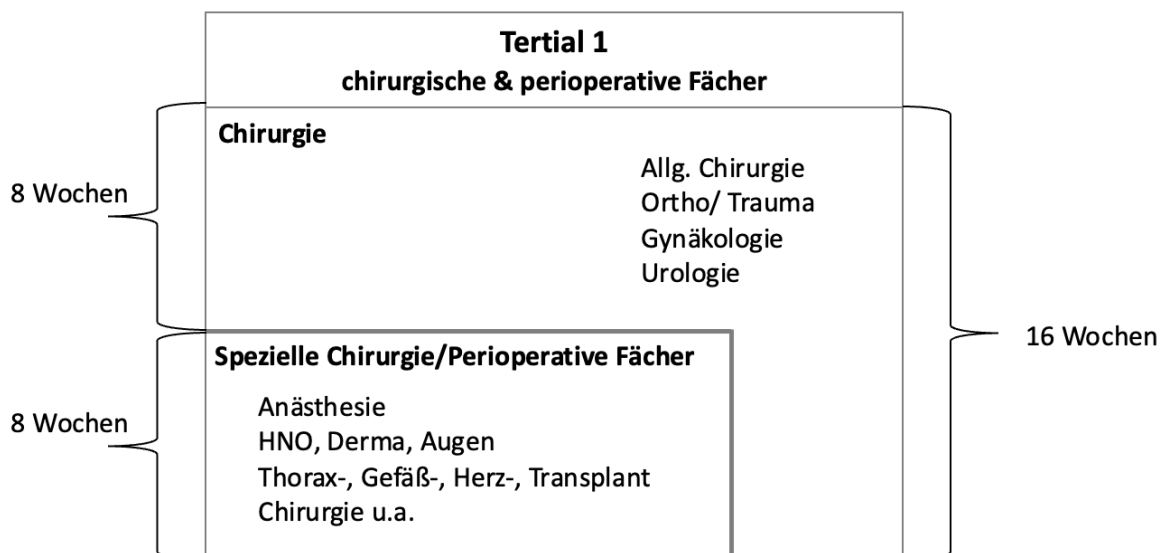 Tertial 1
chirurgische & perioperative Fächer
Chirurgie
8 Wochen
Allg. Chirurgie
Ortho/ Trauma
Gynäkologie
Urologie
16 Wochen
Spezielle Chirurgie/Perioperative Fächer
8 Wochen
Anästhesie
HNO, Derma, Augen
Thorax-, Gefäß-, Herz-, Transplant
Chirurgie u.a.